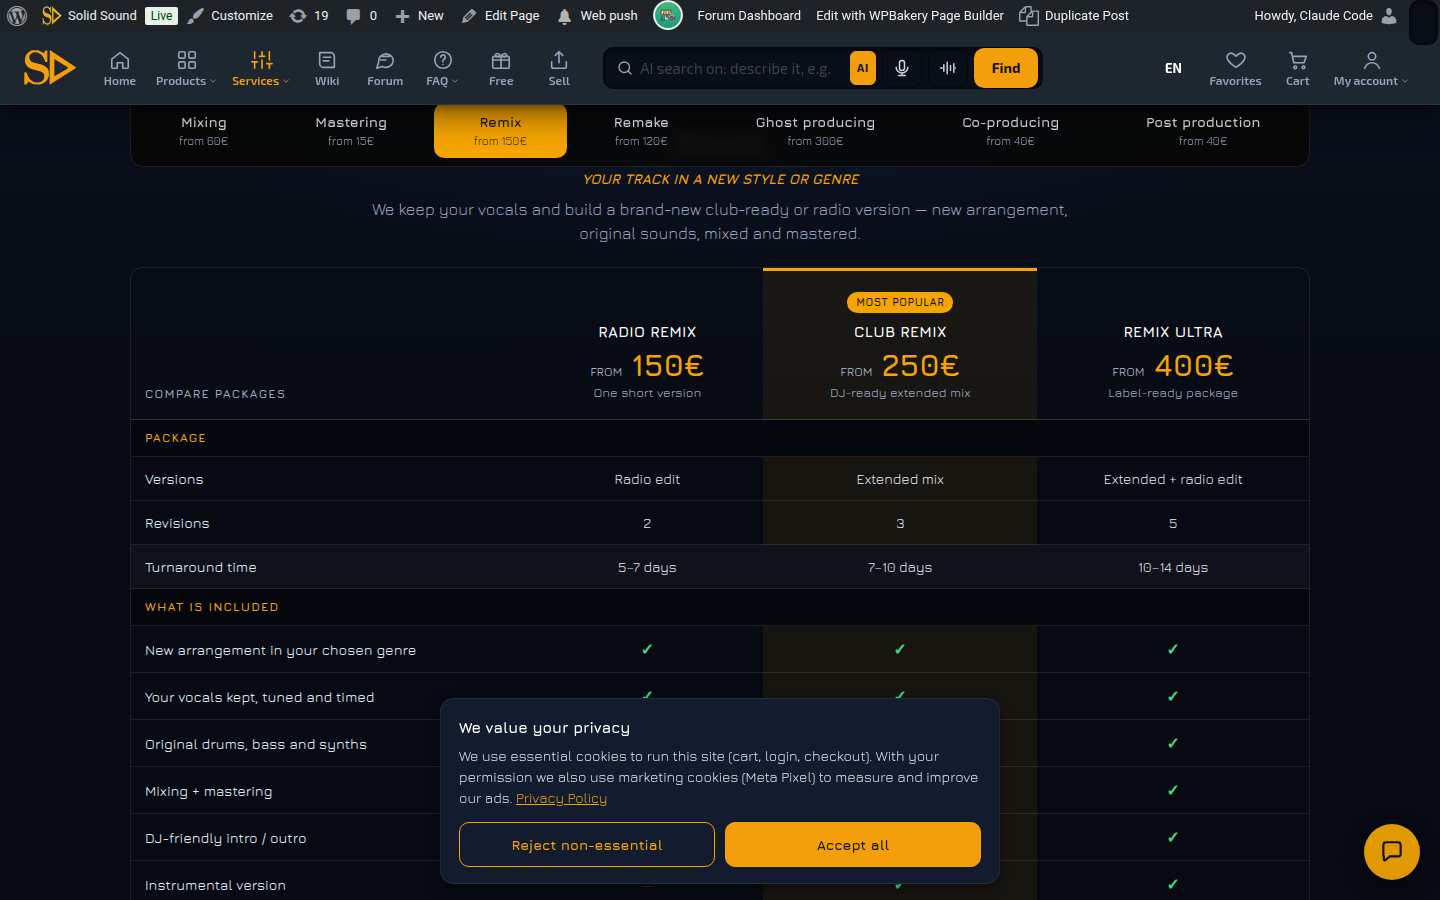 Solid Sound Live Customize 19 0 New Edit Page Web push Forum Dashboard Edit with WPBakery Page Builder Duplicate Post Howdy, Claude Code
Home Products Services Wiki Forum FAQ Free Sell AI search on: describe it, e.g. AI Find EN Favorites Cart My account
Mixing Mastering Remix Remake Ghost producing Co-producing Post production
from 60€ from 15€ from 150€ from 120€ from 300€ from 40€ from 40€
YOUR TRACK IN A NEW STYLE OR GENRE
We keep your vocals and build a brand-new club-ready or radio version — new arrangement,
original sounds, mixed and mastered.
MOST POPULAR
RADIO REMIX CLUB REMIX REMIX ULTRA
FROM 150€ FROM 250€ FROM 400€
COMPARE PACKAGES One short version DJ-ready extended mix Label-ready package
PACKAGE
Versions Radio edit Extended mix Extended + radio edit
Revisions 2 3 5
Turnaround time 5–7 days 7–10 days 10–14 days
WHAT IS INCLUDED
New arrangement in your chosen genre ✓ ✓ ✓
Your vocals kept, tuned and timed ✓ ✓ ✓
Original drums, bass and synths ✓
Mixing + mastering ✓
DJ-friendly intro / outro ✓
Instrumental version ✓ ✓
We value your privacy
We use essential cookies to run this site (cart, login, checkout). With your
permission we also use marketing cookies (Meta Pixel) to measure and improve
our ads. Privacy Policy
Reject non-essential Accept all